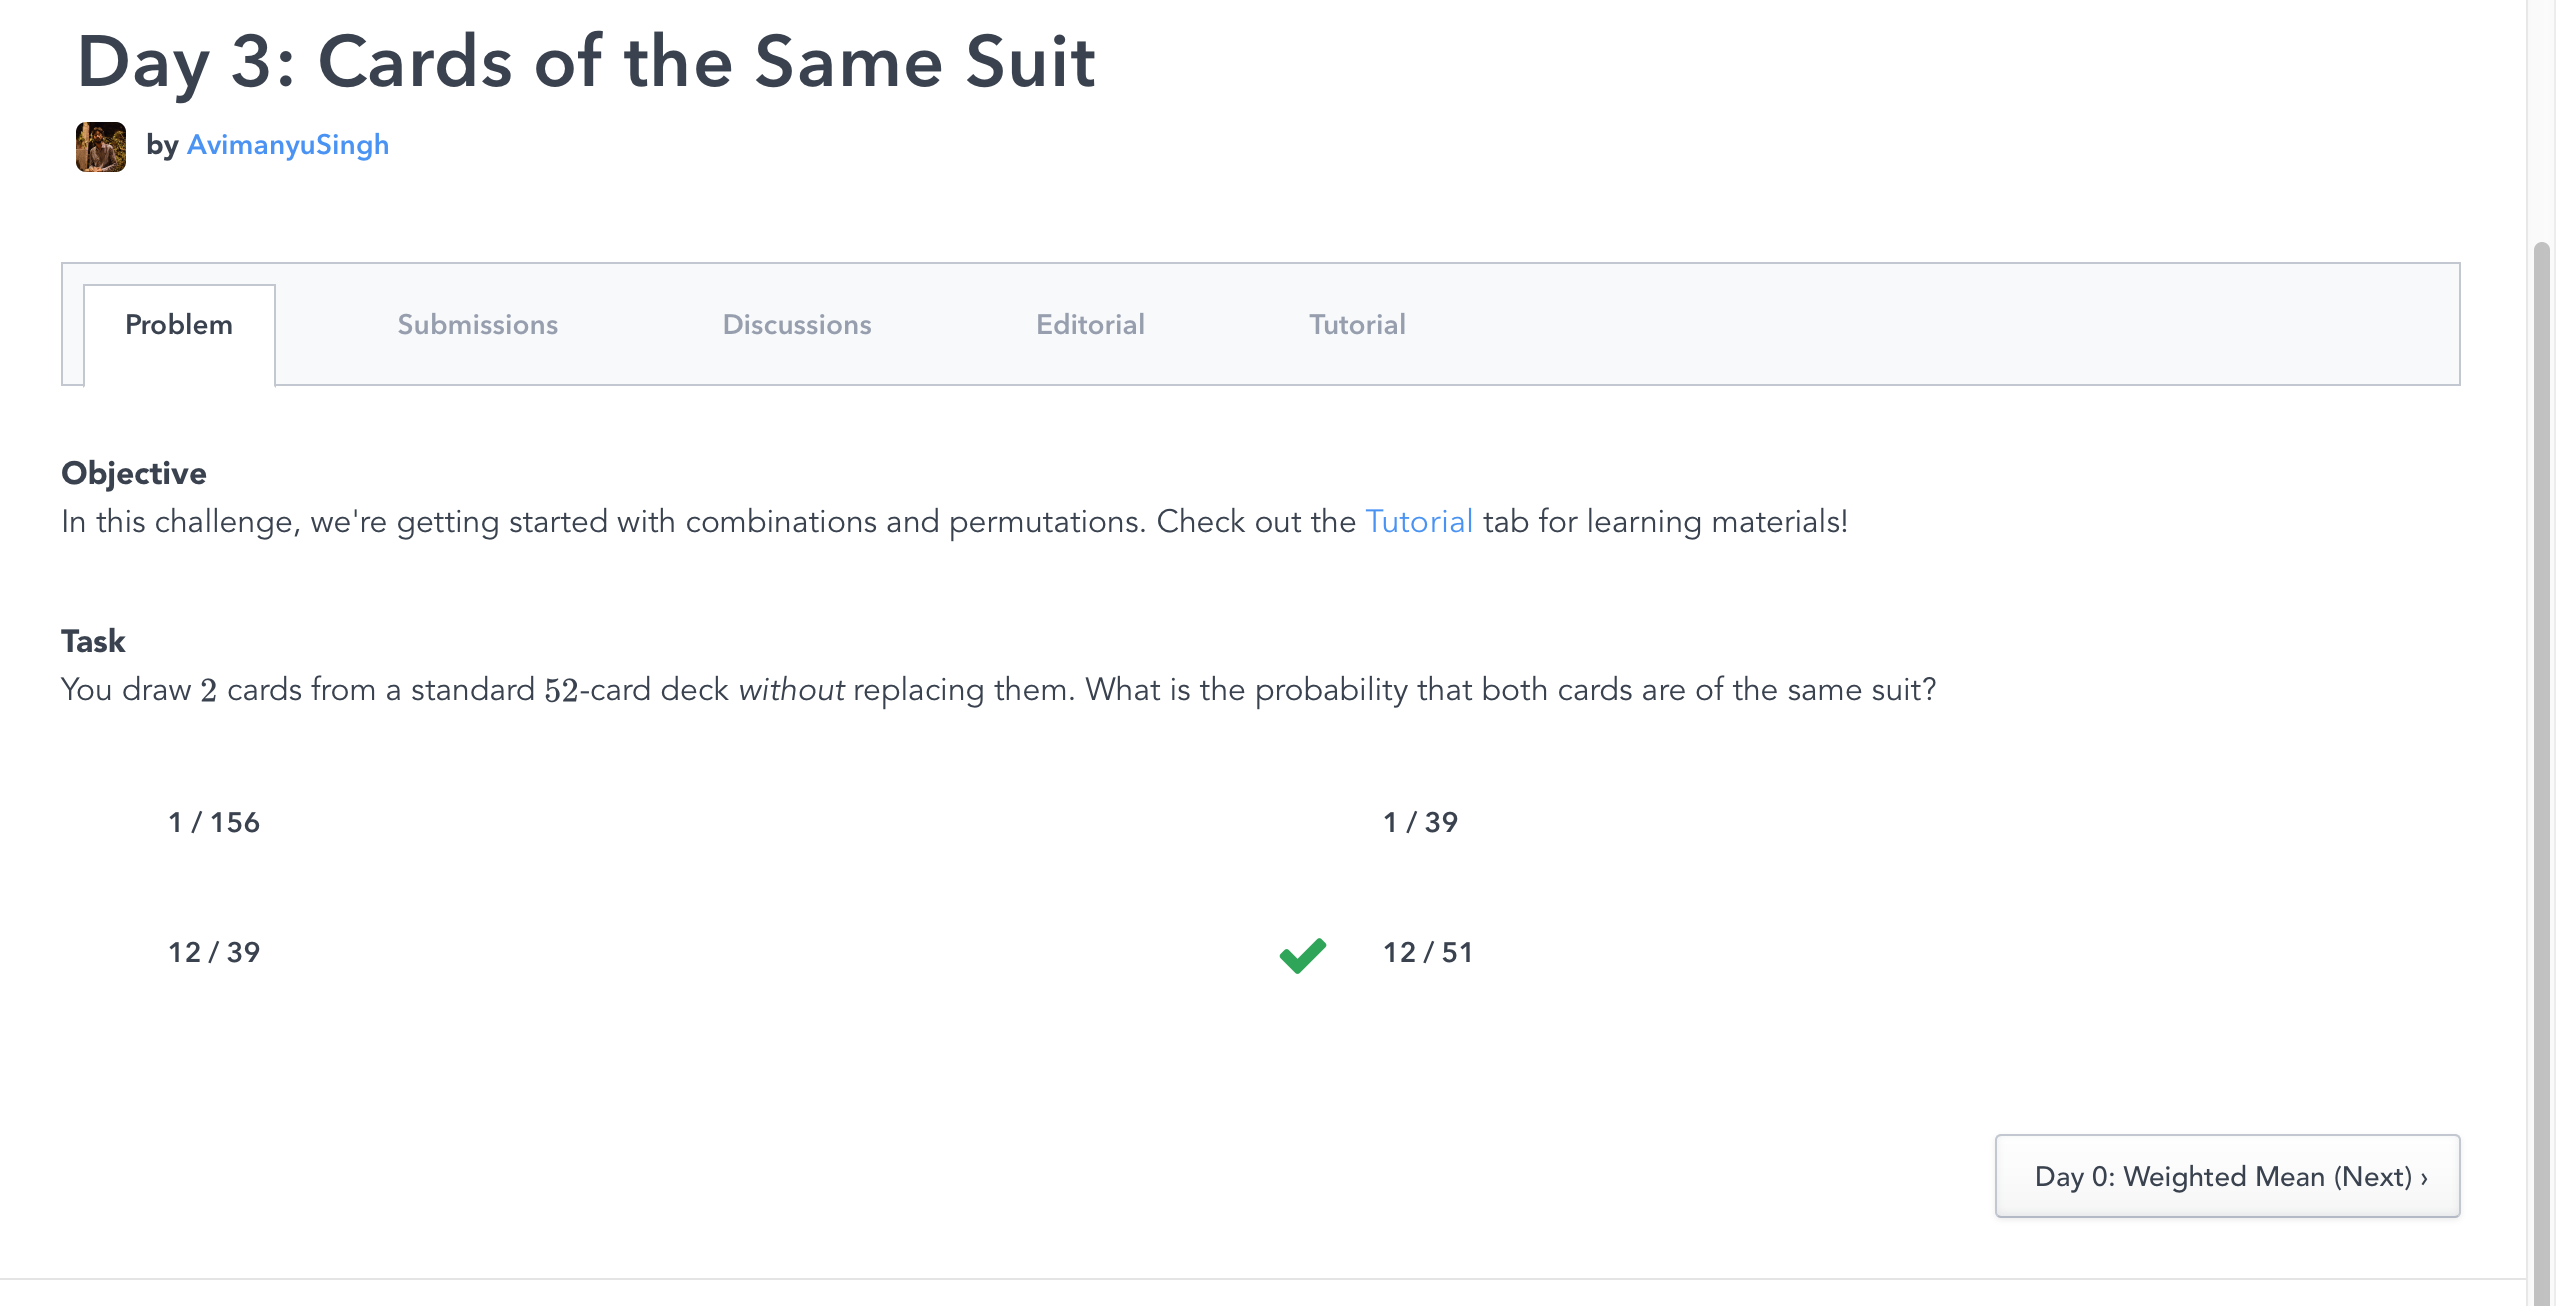 Day 3: Cards of the Same Suit
by AvimanyuSingh
Problem Submissions Discussions Editorial Tutorial
Objective
In this challenge, we're getting started with combinations and permutations. Check out the Tutorial tab for learning materials!
Task
You draw 2 cards from a standard 52-card deck without replacing them. What is the probability that both cards are of the same suit?
1 / 156
1 / 39
12 / 39
12 / 51
Day 0: Weighted Mean (Next) ›